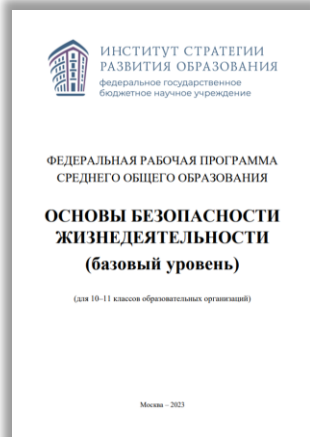 ИНСТИТУТ СТРАТЕГИИ
РАЗВИТИЯ ОБРАЗОВАНИЯ
федеральное государственное
бюджетное научное учреждение
ФЕДЕРАЛЬНАЯ РАБОЧАЯ ПРОГРАММА
СРЕДНЕГО ОБЩЕГО ОБРАЗОВАНИЯ
ОСНОВЫ БЕЗОПАСНОСТИ
ЖИЗНЕДЕЯТЕЛЬНОСТИ
(базовый уровень)
(для 10–11 классов образовательных организаций)
Москва – 2023